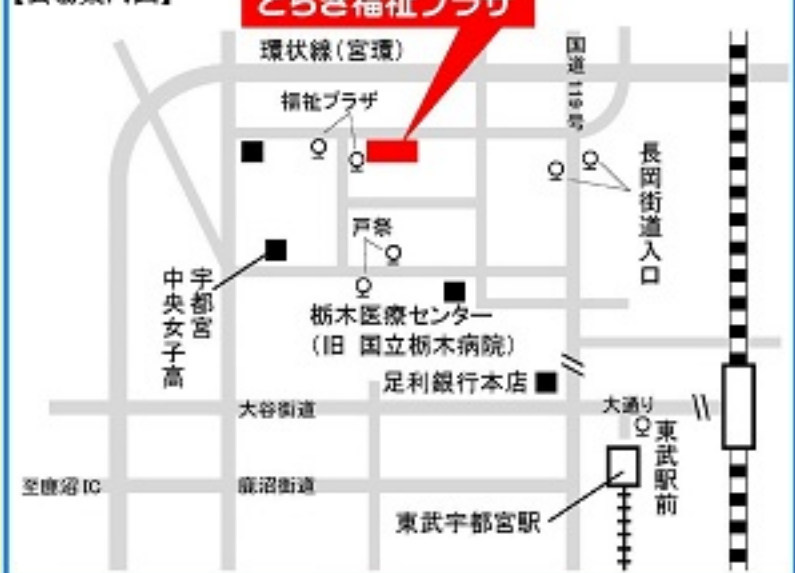 とちぎ福祉プラザ
環状線(宮環)
国道119号
福祉プラザ
長岡街道入口
戸祭
宇都宮
中央女子高
栃木医療センター
(旧 国立栃木病院)
足利銀行本店
大谷街道
大通り
東武駅前
至鹿沼IC
鹿沼街道
東武宇都宮駅